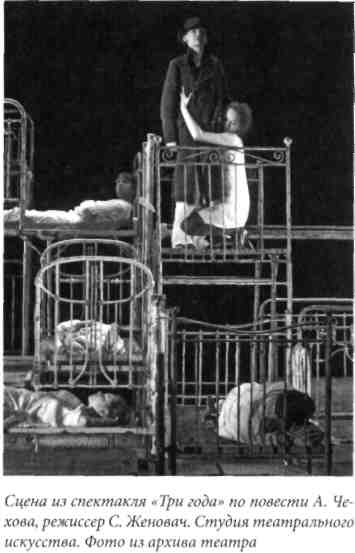 Сцена из спектакля «Три года» по повести А. Че-
хова, режиссер С. Женовач. Студия театрального
искусства. Фото из архива театра